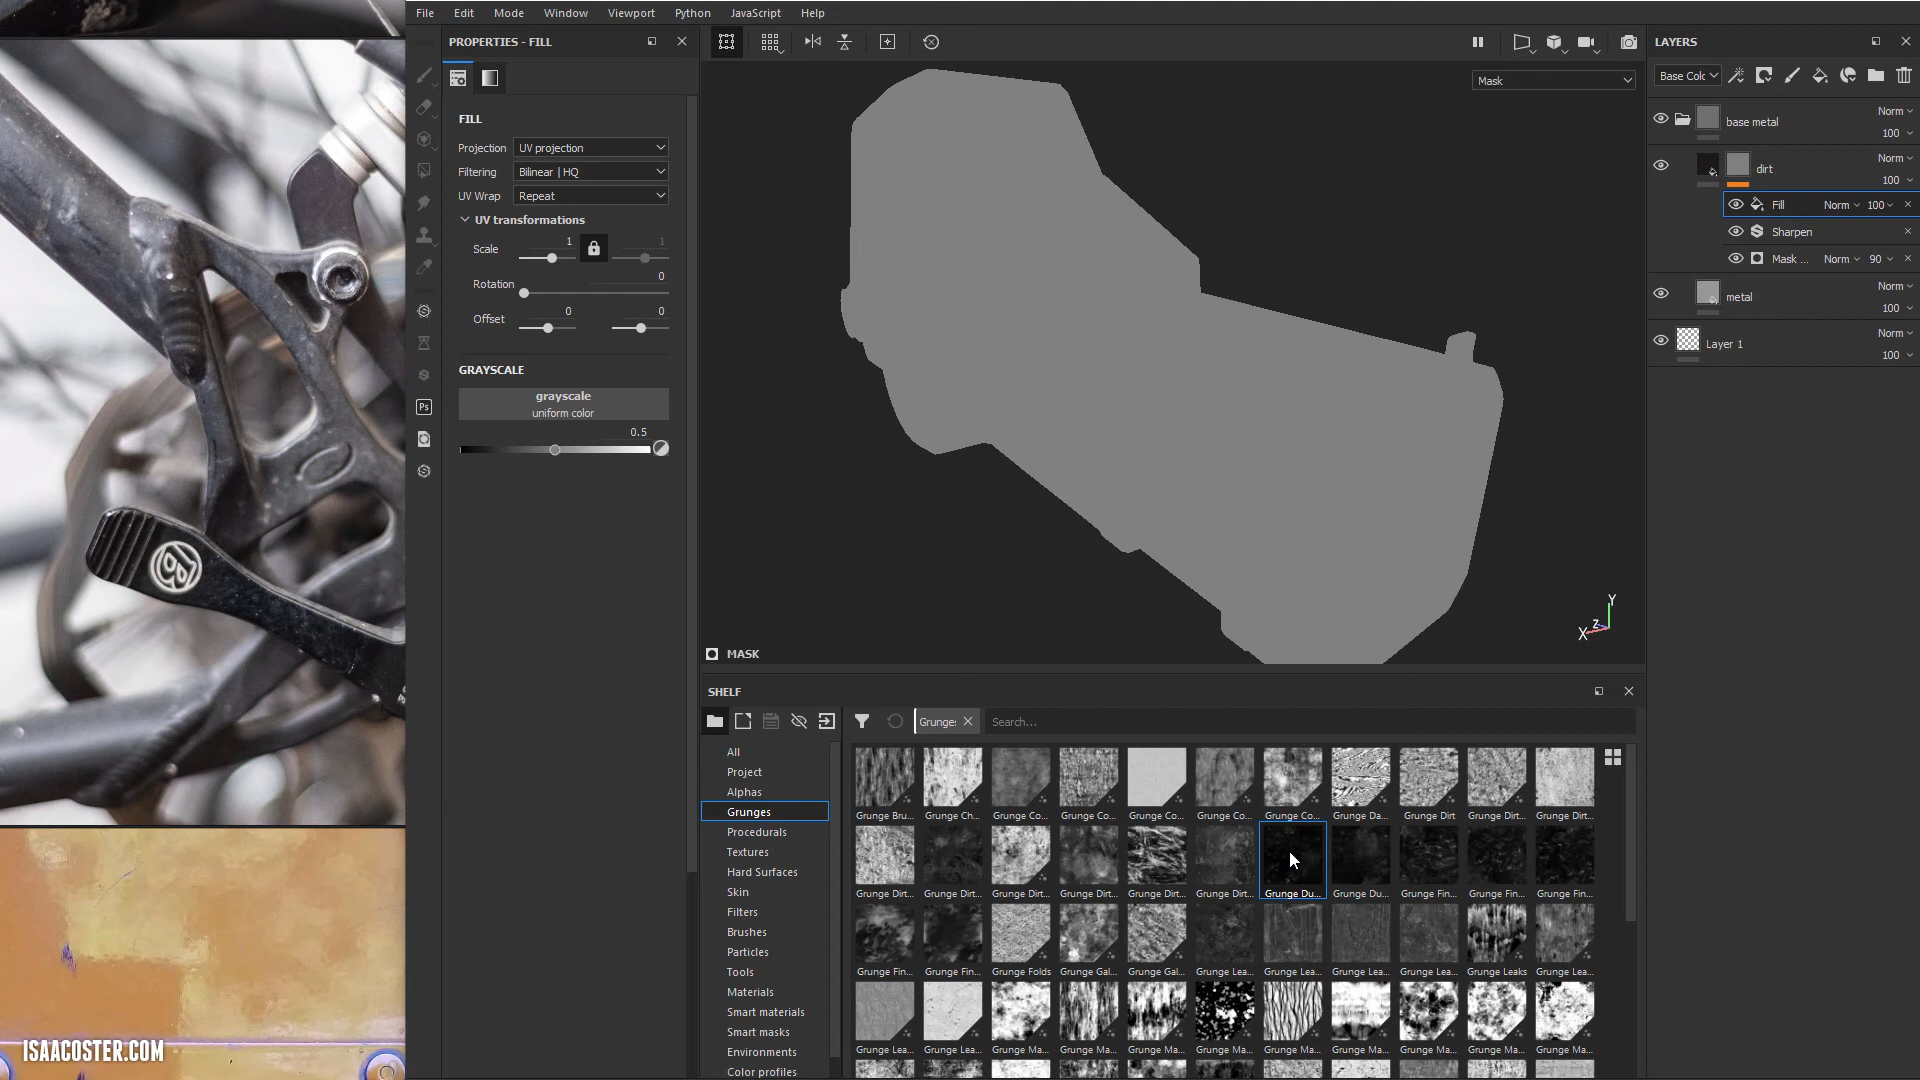 File Edit Mode Window Viewport Python JavaScript Help
PROPERTIES - FILL
FILL
Projection UV projection
Filtering Bilinear | HQ
UV Wrap Repeat
UV transformations
Scale 1 1
Rotation 0
Offset 0 0
GRAYSCALE
grayscale
uniform color
0.5
Ps
Mask
MASK
Y
X Z
LAYERS
Base Colc
base metal Norm 100
dirt Norm 100
Fill Norm 100
Sharpen
Mask ... Norm 90
metal Norm 100
Layer 1 Norm 100
SHELF
Grunges Search...
All
Project
Alphas
Grunges
Procedurals
Textures
Hard Surfaces
Skin
Filters
Brushes
Particles
Tools
Materials
Smart materials
Smart masks
Environments
Color profiles
Grunge Bru... Grunge Ch... Grunge Co... Grunge Co... Grunge Co... Grunge Co... Grunge Co... Grunge Da... Grunge Dirt Grunge Dirt... Grunge Dirt...
Grunge Dirt... Grunge Dirt... Grunge Dirt... Grunge Dirt... Grunge Dirt... Grunge Dirt... Grunge Du... Grunge Du... Grunge Fin... Grunge Fin... Grunge Fin...
Grunge Fin... Grunge Fin... Grunge Folds Grunge Gal... Grunge Gal... Grunge Lea... Grunge Lea... Grunge Lea... Grunge Lea... Grunge Leaks Grunge Lea...
Grunge Lea... Grunge Lea... Grunge Ma... Grunge Ma... Grunge Ma... Grunge Ma... Grunge Ma... Grunge Ma... Grunge Ma... Grunge Ma... Grunge Ma...
ISAACOSTER.COM